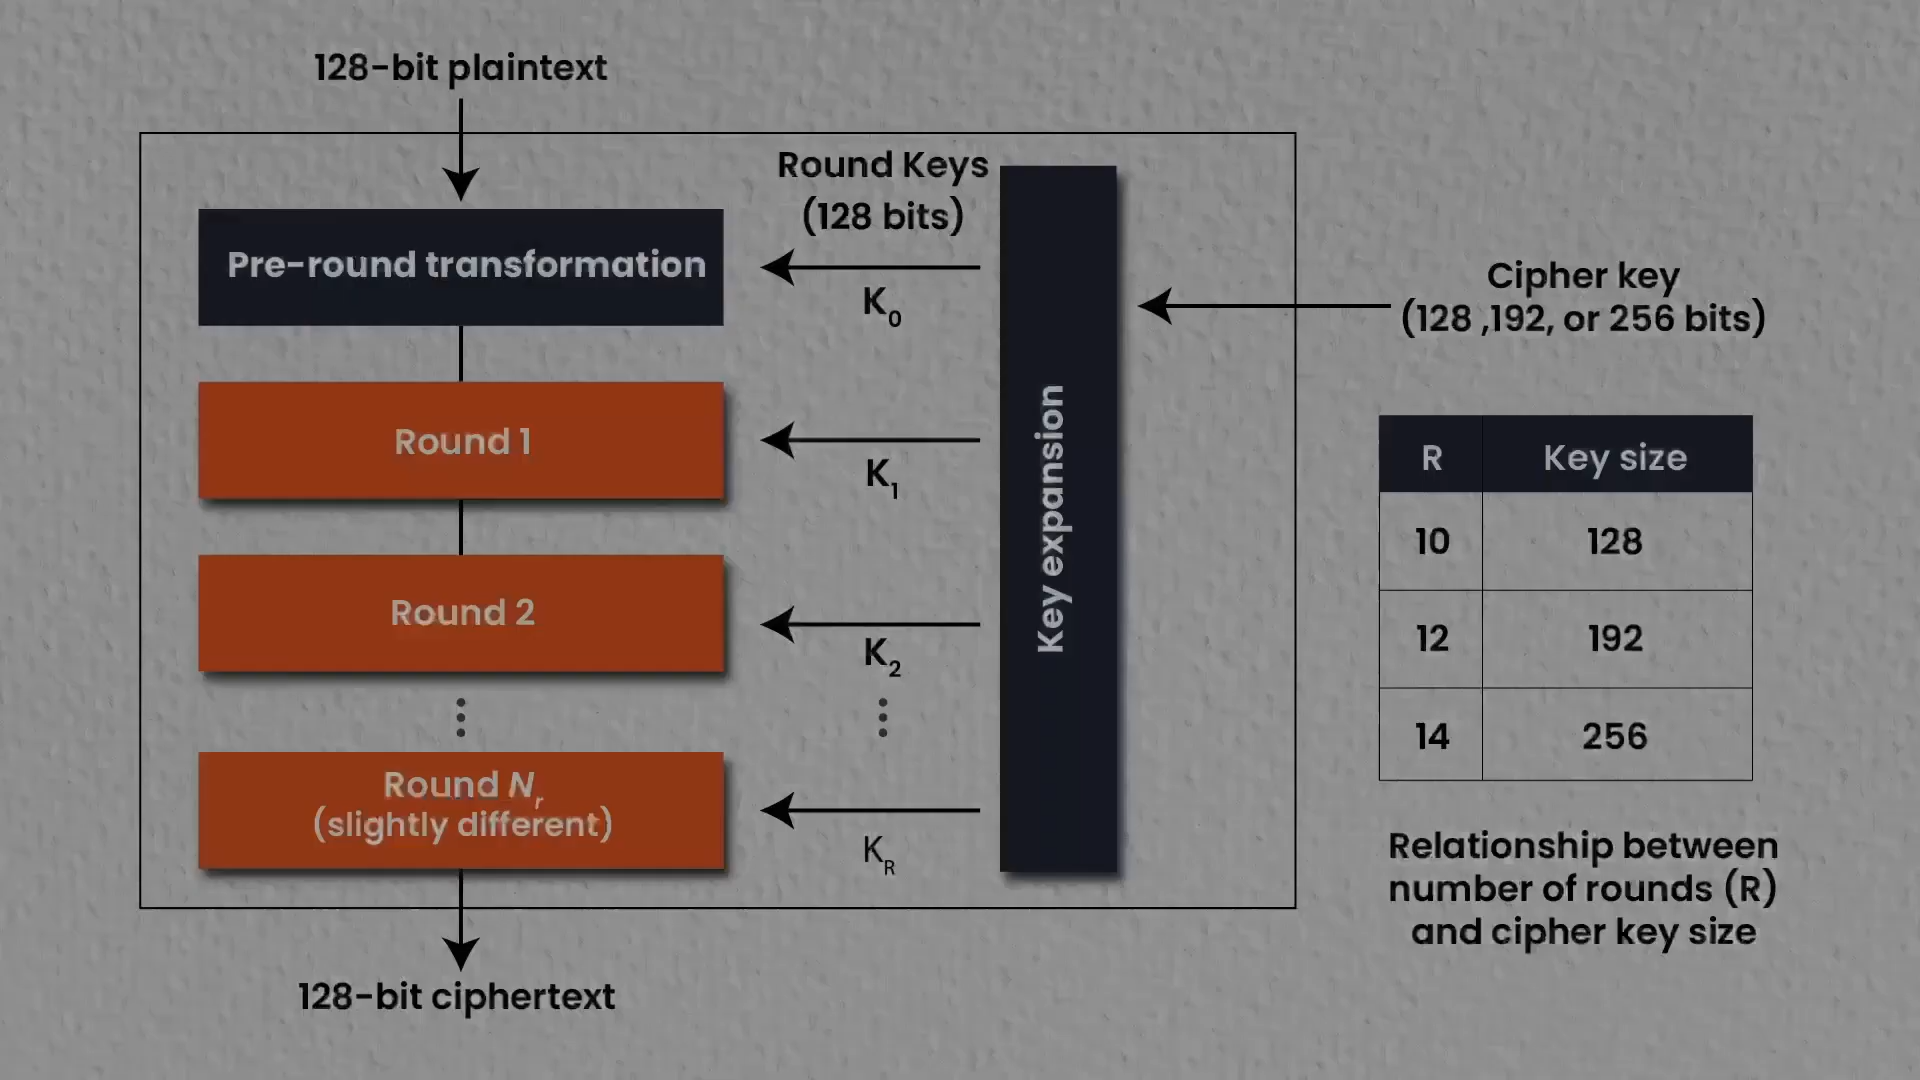 128-bit plaintext
Round Keys
(128 bits)
Pre-round transformation
K0
Cipher key
(128 ,192, or 256 bits)
Round 1
K1
Key expansion
Round 2
K2
Round Nr
(slightly different)
KR
128-bit ciphertext
R Key size
10 128
12 192
14 256
Relationship between
number of rounds (R)
and cipher key size